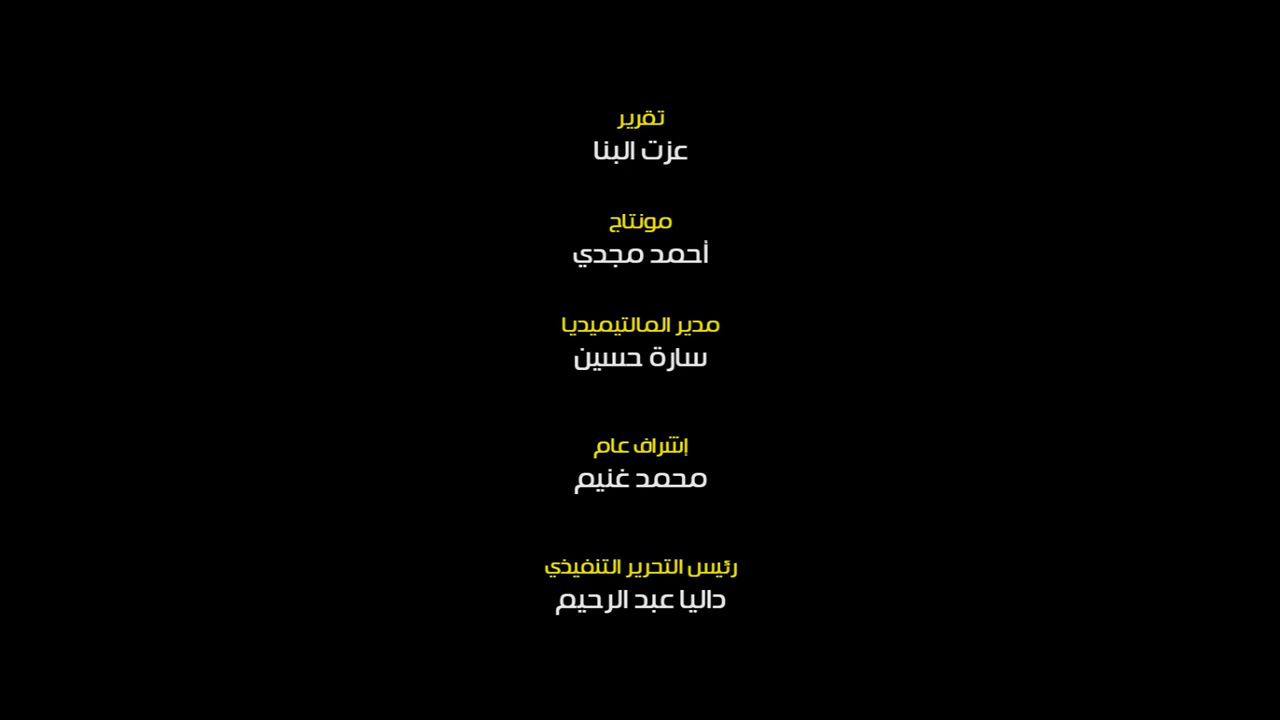 تقرير
عزت البنا
مونتاج
أحمد مجدي
مدير المالتيميديا
سارة حسين
إشراف عام
محمد غنيم
رئيس التحرير التنفيذي
داليا عبد الرحيم